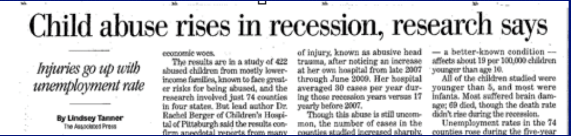 Child abuse rises in recession, research says
Injuries go up with
unemployment rate
By Lindsey Tanner
The Associated Press
economic woes.
The results are in a study of 422
abused children from mostly lower-
income families, known to face great-
er risks for being abused, and the
research involved just 74 counties
in four states. But lead author Dr.
Rachel Berger of Children's Hospi-
tal of Pittsburgh said the results con-
firm anecdotal reports from many
of injury, known as abusive head
trauma, after noticing an increase
at her own hospital from late 2007
through June 2009. Her hospital
averaged 30 cases per year dur-
ing those recession years versus 17
yearly before 2007.
Though this abuse is still uncom-
mon, the number of cases in the
counties studied increased sharply,
— a better-known condition —
affects about 19 per 100,000 children
younger than 10.
All of the children studied were
younger than 5, and most were
infants. Most suffered brain dam-
age; 69 died, though the death rate
didn't rise during the recession.
Unemployment rates in the 74
counties rose during the five-year